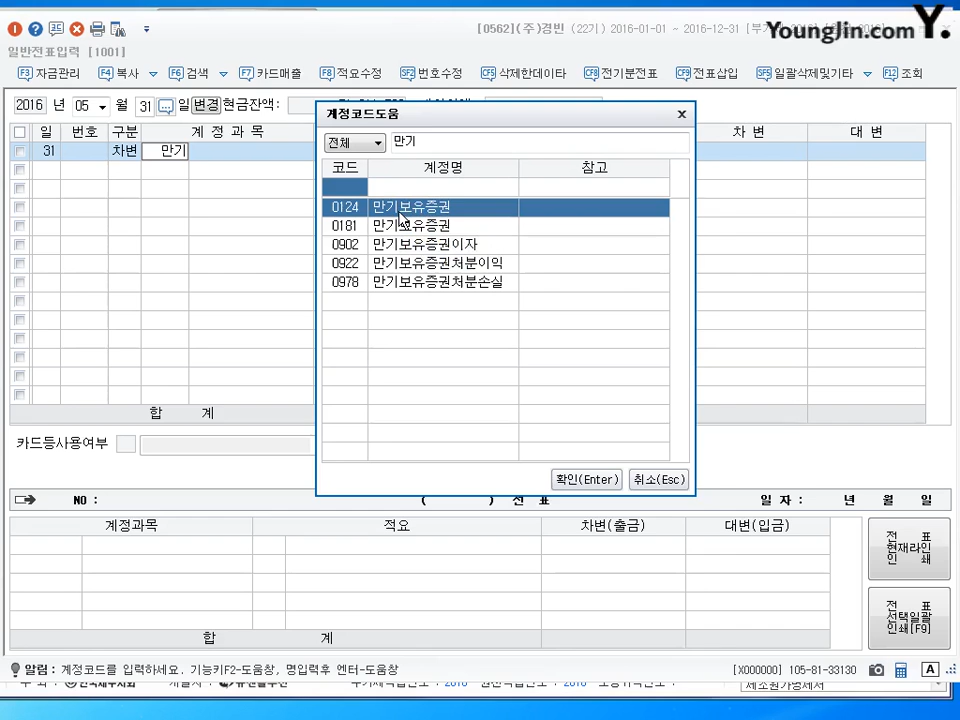 [0562](주)경빈 (22기) 2016-01-01 ~ 2016-12-31
Younglin.com Y.
일반전표입력 [1001]
F3 자금관리 F4 복사 F6 검색 F7 카드매출 F8 적요수정 SF2 번호수정 CF5 삭제한데이타 CF8 전기분전표 CF9 전표삽입 SF5 일괄삭제및기타 F12 조회
2016 년 05 월 31 일 변경 현금잔액:
계정코드도움
전체 만기
일 번호 구분 계 정 과 목 차 변 대 변
31 차변 만기
코드 계정명 참고
0124 만기보유증권
0181 만기보유증권
0902 만기보유증권이자
0922 만기보유증권처분이익
0978 만기보유증권처분손실
합 계
카드등사용여부
확인(Enter) 취소(Esc)
NO : ( ) 전 표 일 자 : 년 월 일
계정과목 적요 차변(출금) 대변(입금)
전 표
현재라인
인 쇄
전 표
선택일괄
인쇄[F9]
합 계
알림: 계정코드를 입력하세요. 기능키F2-도움창, 명입력후 엔터-도움창 [X000000] 105-81-33130 A